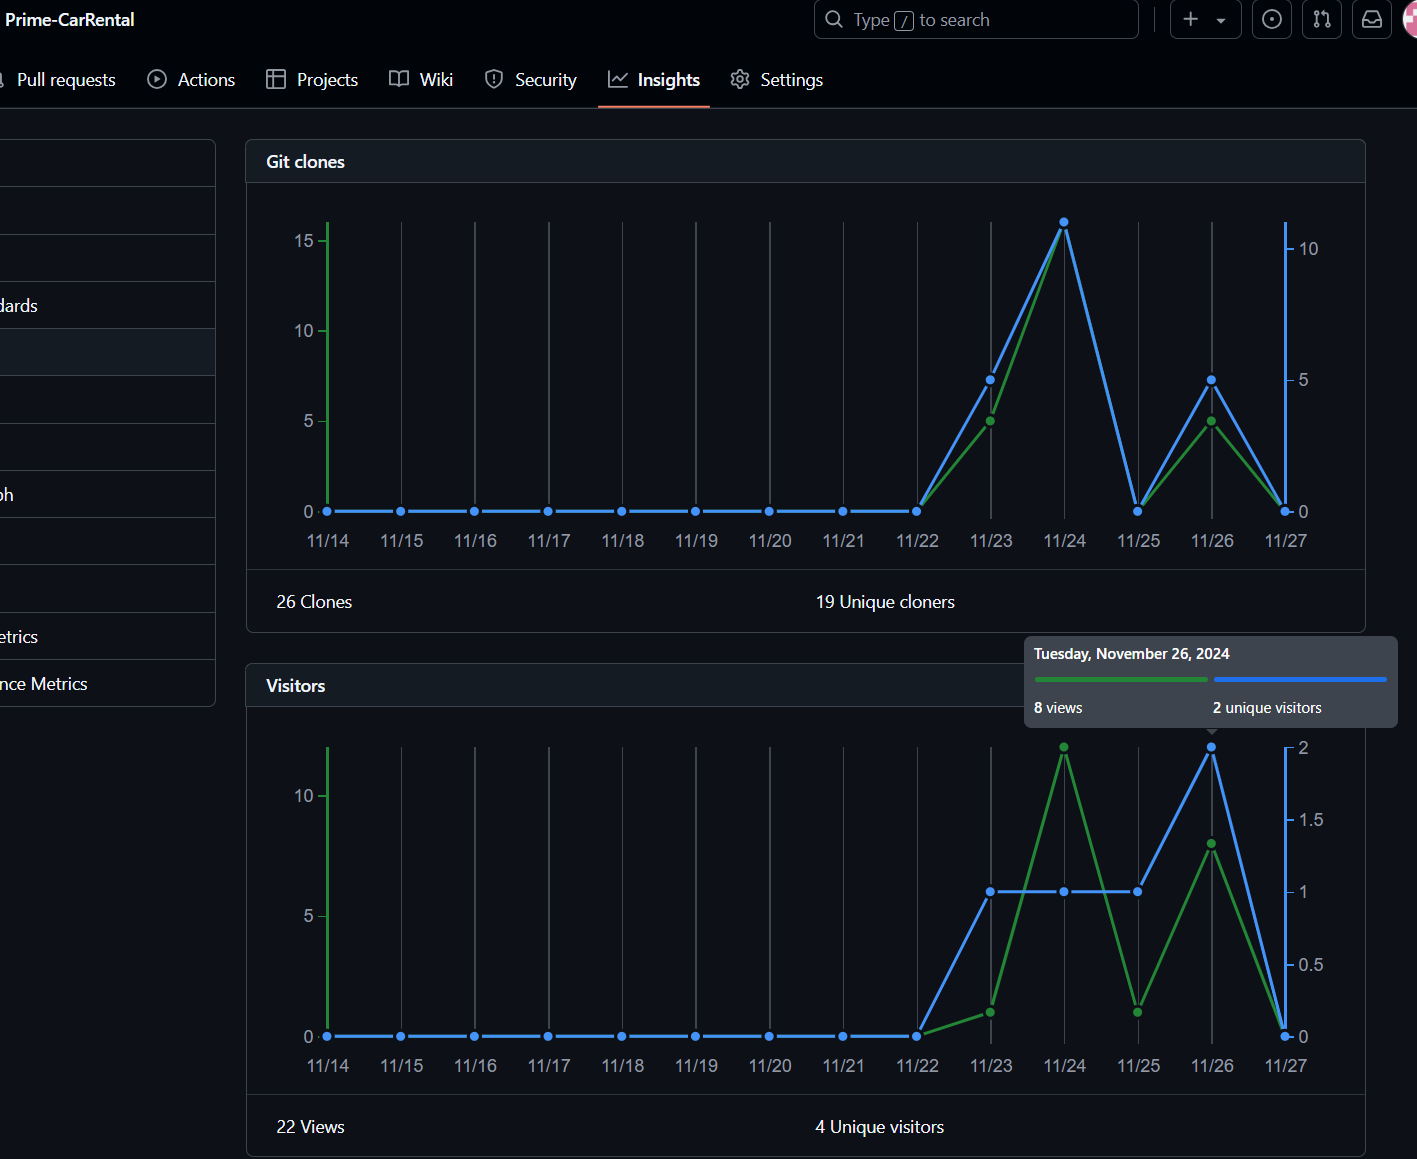 Prime-CarRental
Type / to search
Pull requests
Actions
Projects
Wiki
Security
Insights
Settings
dards
ph
etrics
nce Metrics
Git clones
15
10
5
0
10
5
0
11/14 11/15 11/16 11/17 11/18 11/19 11/20 11/21 11/22 11/23 11/24 11/25 11/26 11/27
26 Clones
19 Unique cloners
Visitors
Tuesday, November 26, 2024
8 views
2 unique visitors
10
5
0
2
1.5
1
0.5
0
11/14 11/15 11/16 11/17 11/18 11/19 11/20 11/21 11/22 11/23 11/24 11/25 11/26 11/27
22 Views
4 Unique visitors